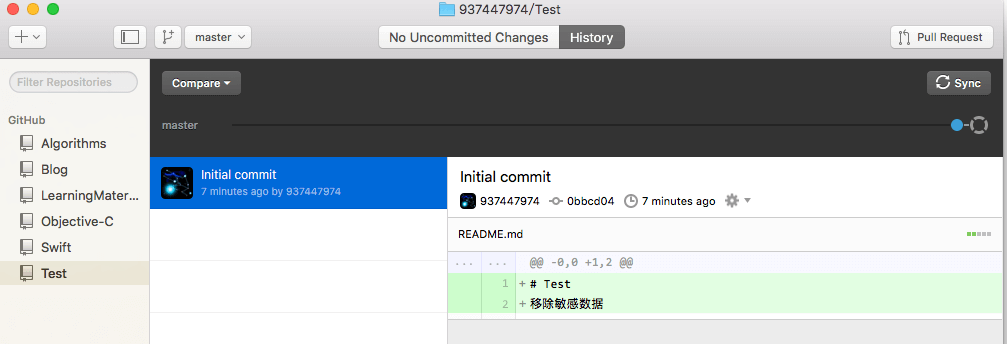 937447974/Test
master
No Uncommitted Changes
History
Pull Request
Filter Repositories
Compare
Sync
GitHub
master
Algorithms
Blog
LearningMater...
Objective-C
Swift
Test
Initial commit
7 minutes ago by 937447974
Initial commit
937447974 0bbcd04 7 minutes ago
README.md
... ... @@ -0,0 +1,2 @@
1 + # Test
2 + 移除敏感数据